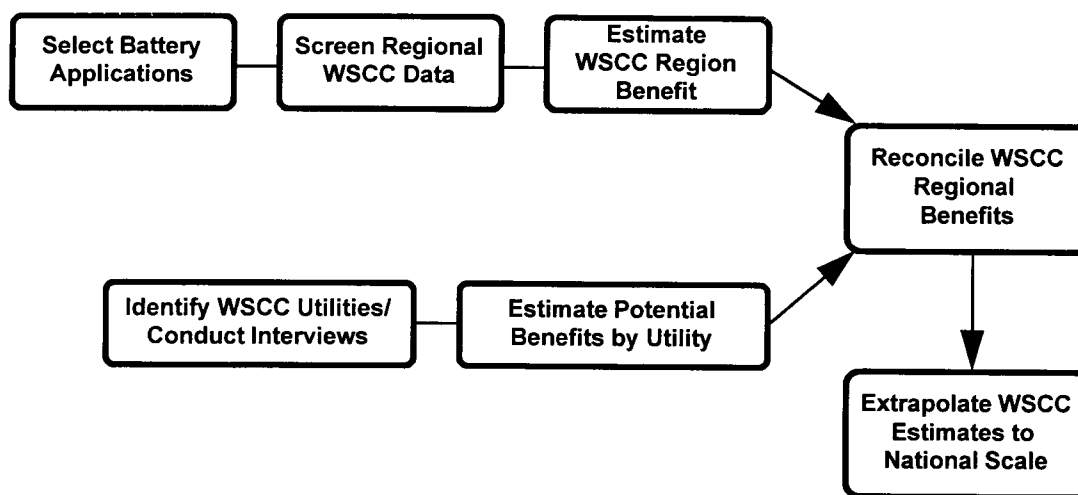 Select Battery
Applications
Screen Regional
WSCC Data
Estimate
WSCC Region
Benefit
Reconcile WSCC
Regional
Benefits
Identify WSCC Utilities/
Conduct Interviews
Estimate Potential
Benefits by Utility
Extrapolate WSCC
Estimates to
National Scale